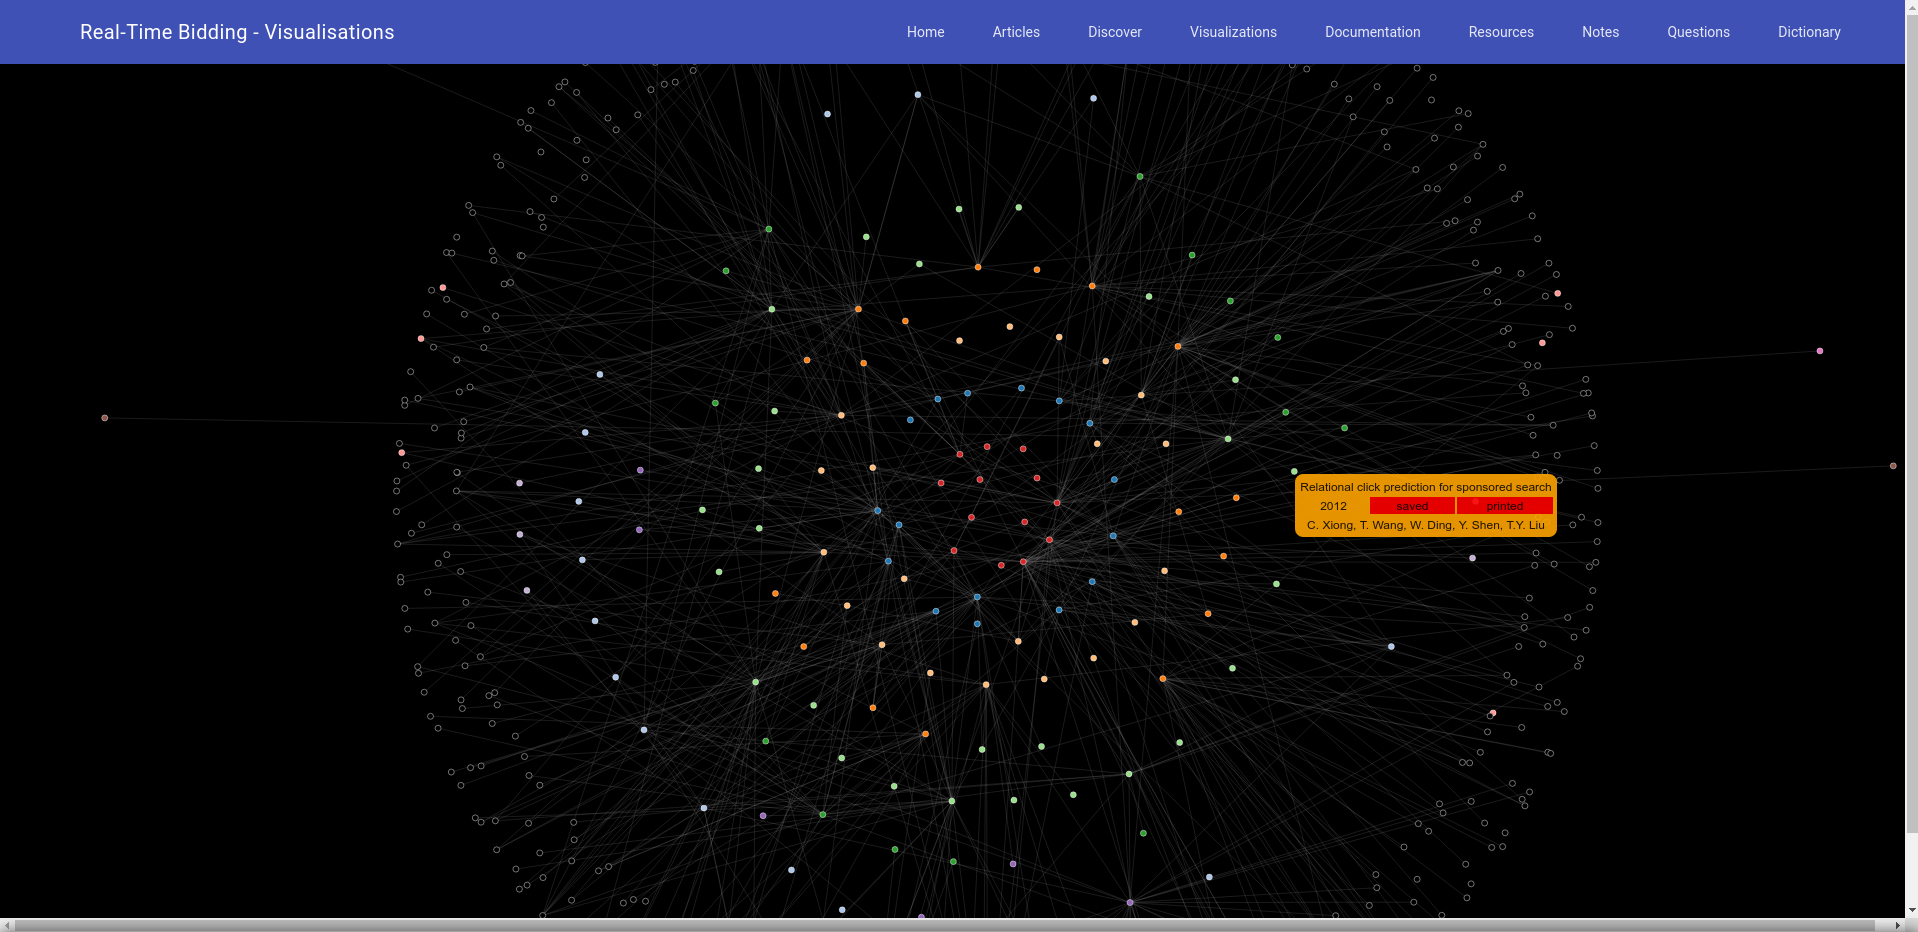 Real-Time Bidding - Visualisations
Home Articles Discover Visualizations Documentation Resources Notes Questions Dictionary
Relational click prediction for sponsored search
2012 saved printed
C. Xiong, T. Wang, W. Ding, Y. Shen, T.Y. Liu